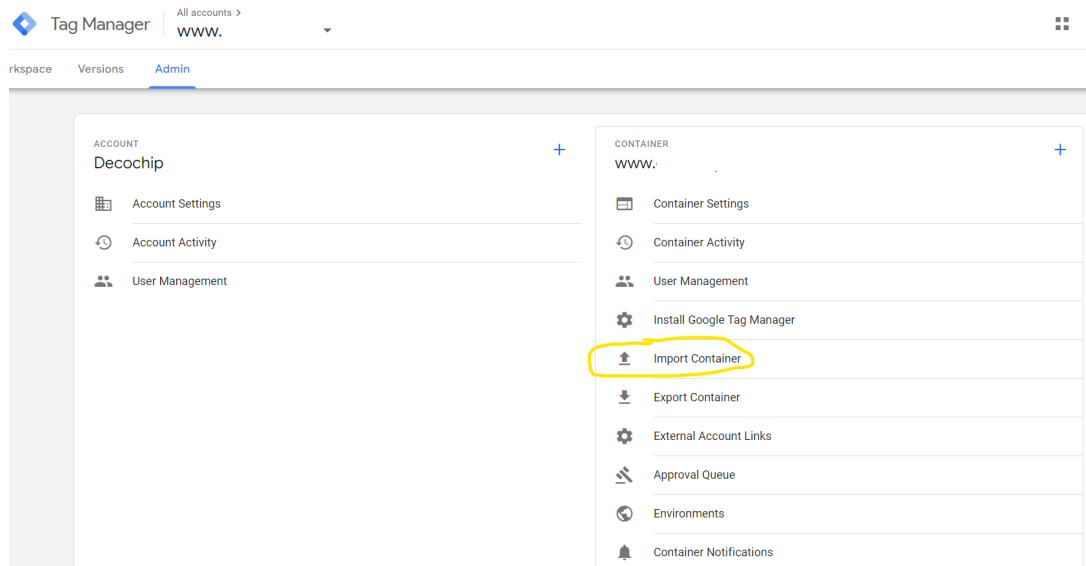 Tag Manager
All accounts >
www.
rkspace Versions Admin
ACCOUNT
Decochip
Account Settings
Account Activity
User Management
CONTAINER
www.
Container Settings
Container Activity
User Management
Install Google Tag Manager
Import Container
Export Container
External Account Links
Approval Queue
Environments
Container Notifications